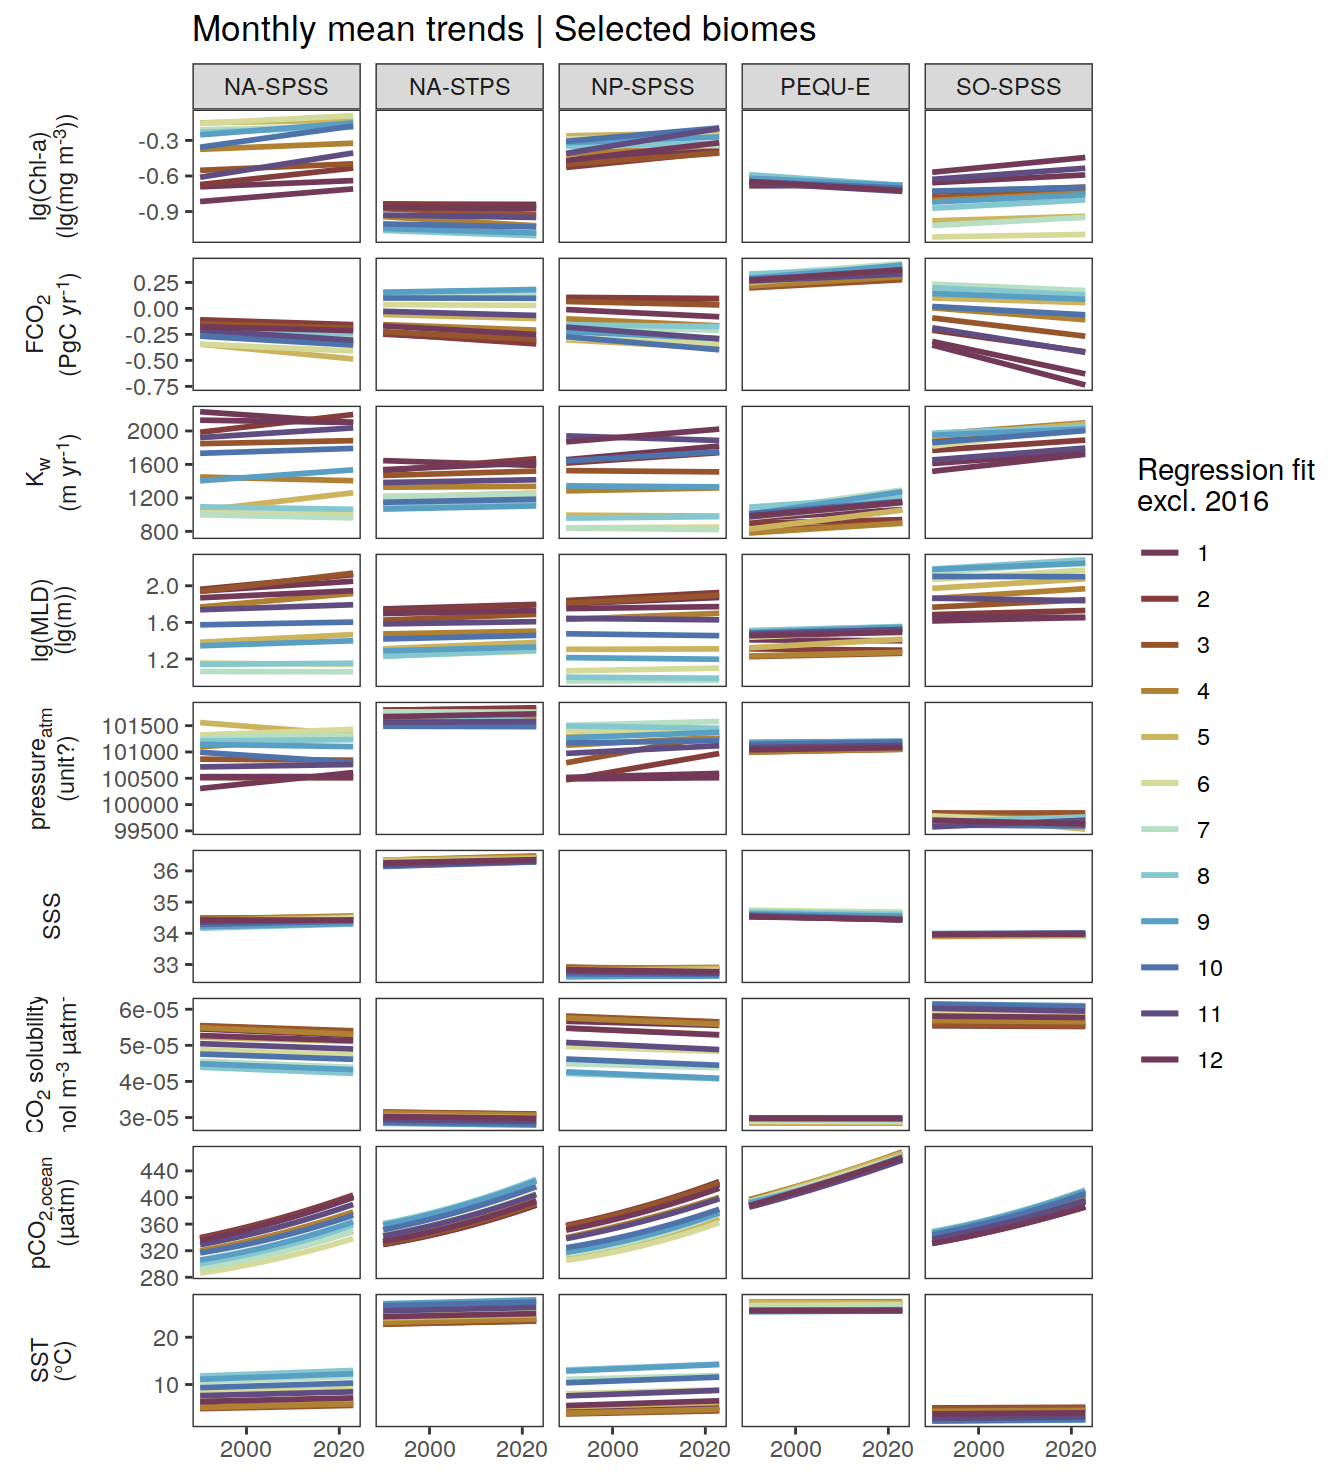 Monthly mean trends | Selected biomes
NA-SPSS NA-STPS NP-SPSS PEQU-E SO-SPSS
lg(Chl-a)
(lg(mg m⁻³))
-0.3
-0.6
-0.9
FCO₂
(PgC yr⁻¹)
0.25
0.00
-0.25
-0.50
-0.75
K_w
(m yr⁻¹)
2000
1600
1200
800
lg(MLD)
(lg(m))
2.0
1.6
1.2
pressure_atm
(unit?)
101500
101000
100500
100000
99500
SSS
36
35
34
33
CO₂ solubility
m⁻³ µatm⁻
6e-05
5e-05
4e-05
3e-05
pCO₂,ocean
(µatm)
440
400
360
320
280
SST
(°C)
20
10
2000 2020 2000 2020 2000 2020 2000 2020 2000 2020
Regression fit
excl. 2016
1
2
3
4
5
6
7
8
9
10
11
12